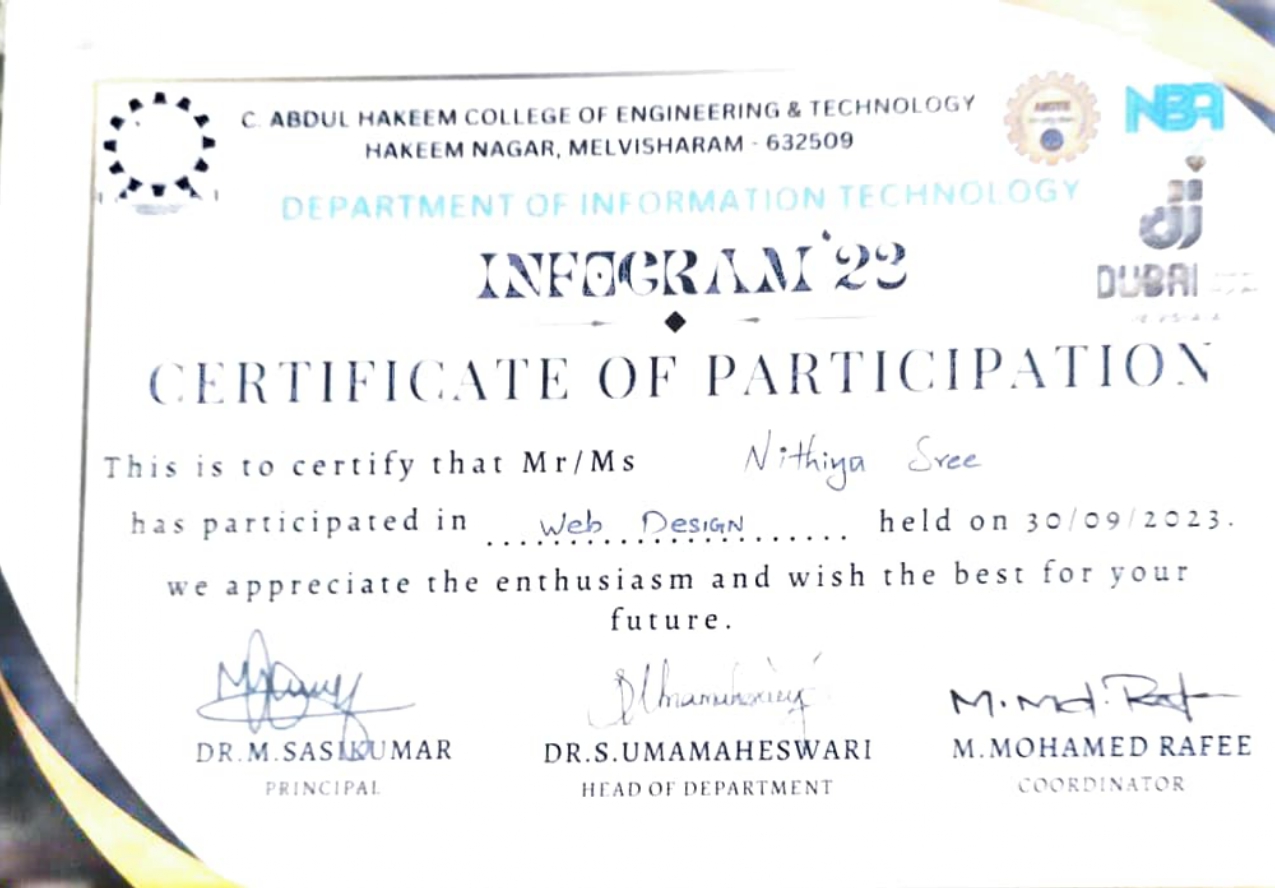 C. ABDUL HAKEEM COLLEGE OF ENGINEERING & TECHNOLOGY
HAKEEM NAGAR, MELVISHARAM - 632509
NBA
DEPARTMENT OF INFORMATION TECHNOLOGY
dj
DUBAI
INFOGRAM'22
CERTIFICATE OF PARTICIPATION
This is to certify that Mr/Ms Nithiya Sree
has participated in Web Design held on 30/09/2023.
we appreciate the enthusiasm and wish the best for your
future.
DR.M.SASIKUMAR DR.S.UMAMAHESWARI M.MOHAMED RAFEE
PRINCIPAL HEAD OF DEPARTMENT COORDINATOR